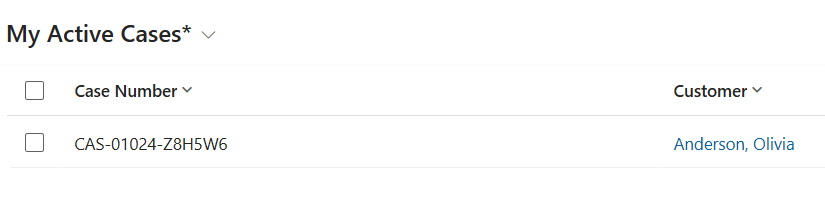 My Active Cases*
Case Number Customer
CAS-01024-Z8H5W6 Anderson, Olivia